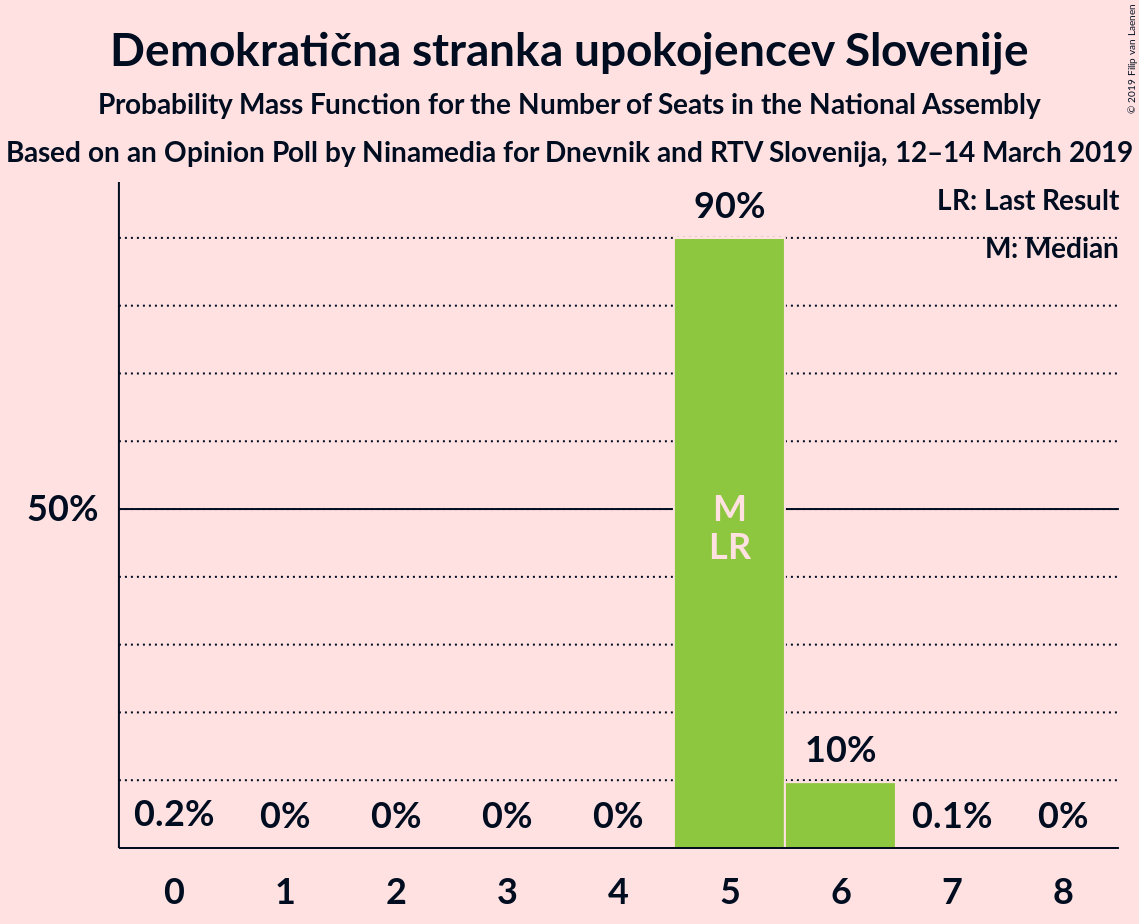 Demokratična stranka upokojencev Slovenije
Probability Mass Function for the Number of Seats in the National Assembly
Based on an Opinion Poll by Ninamedia for Dnevnik and RTV Slovenija, 12–14 March 2019
© 2019 Filip van Laenen
LR: Last Result
M: Median
90%
50%
M
LR
10%
0.2% 0% 0% 0% 0% 0.1% 0%
0 1 2 3 4 5 6 7 8